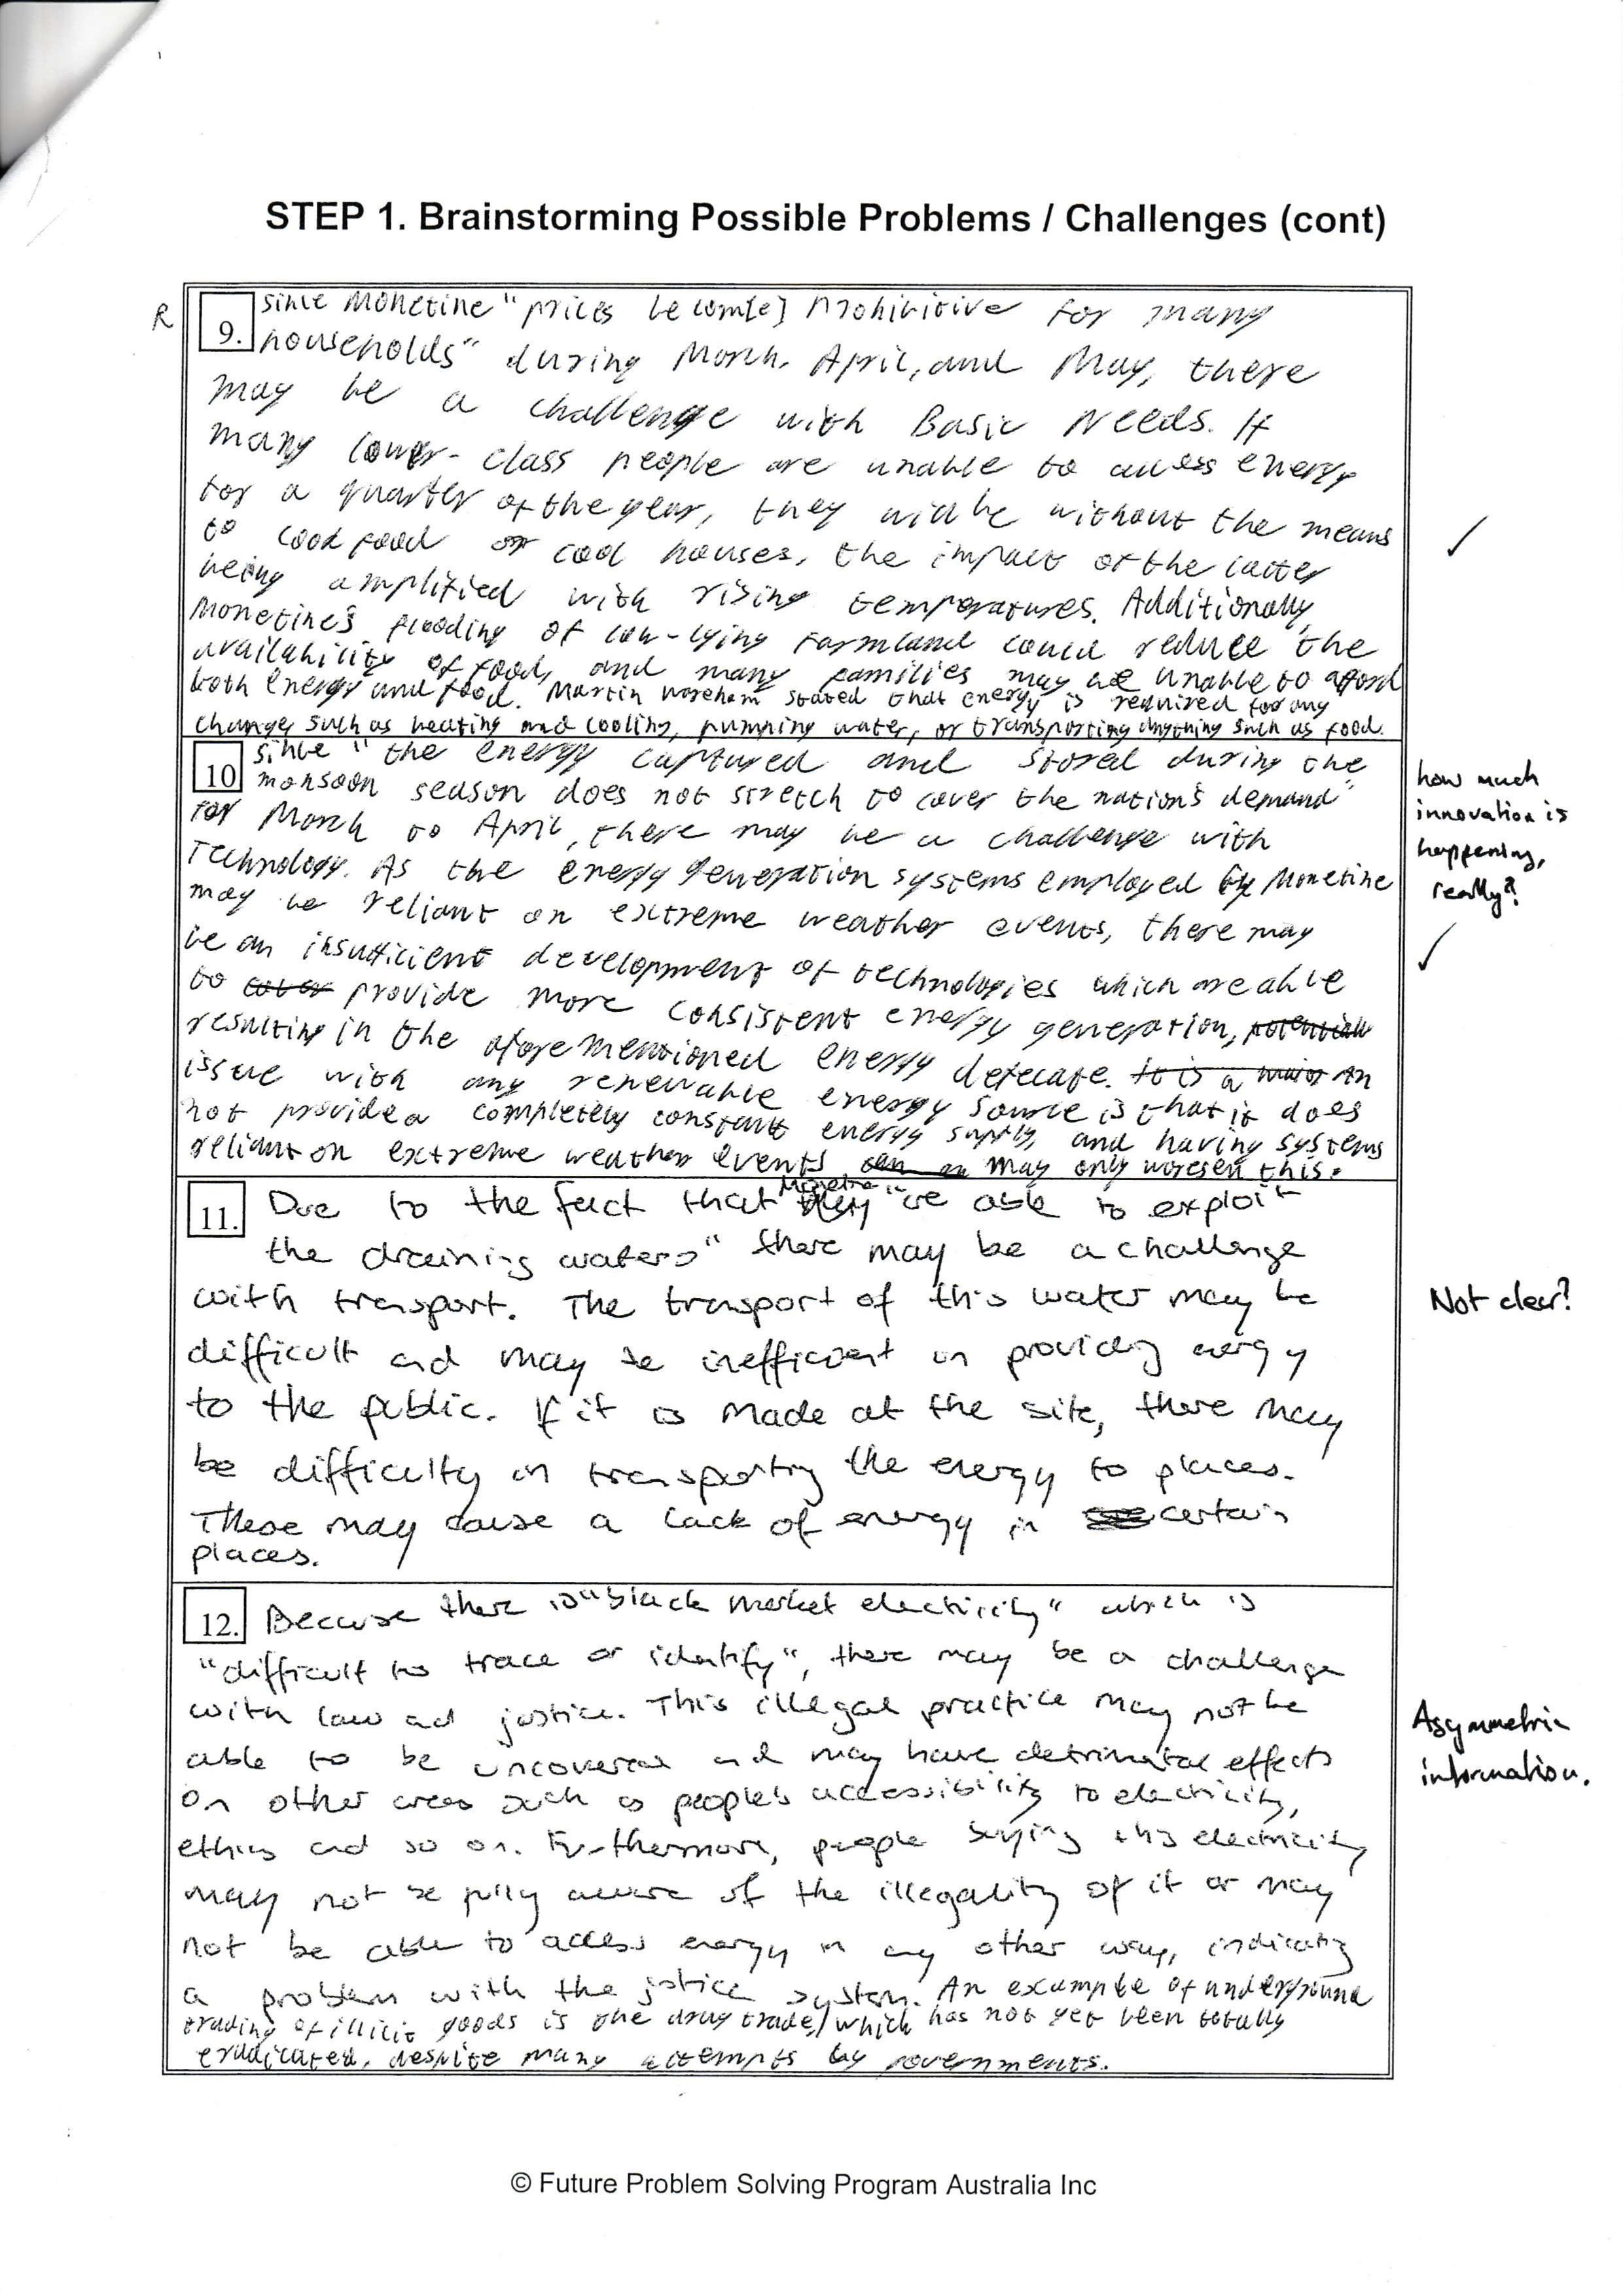 STEP 1. Brainstorming Possible Problems / Challenges (cont)
R
9. since Monetine "prices becom[e] prohibitive for many
households" during March, April, and May, there
may be a challenge with Basic Needs. If
many lower-class people are unable to access energy
for a quarter of the year, they will be without the means
to cook food or cool houses, the impact of the latter
being amplified with rising temperatures. Additionally,
Monetine's flooding of low-lying farmland could reduce the
availability of food, and many families may be unable to afford
both energy and food. Martin Wareham stated that energy is required for any
change, such as heating and cooling, pumping water, or transporting anything such as food.
10 since "the energy captured and stored during the
monsoon season does not stretch to cover the nation's demand"
for March to April, there may be a challenge with
Technology. As the energy generation systems employed by Monetine
may be reliant on extreme weather events, there may
be an insufficient development of technologies which are able
to cover provide more consistent energy generation, potentially
resulting in the aforementioned energy defecate. It is a major An
issue with any renewable energy source is that it does
not provide a completely constant energy supply, and having systems
reliant on extreme weather events can may only worsen this.
how much
innovation is
happening,
really?
11. Due to the fact that they Monetine "are able to exploit
the draining waters" there may be a challenge
with transport. The transport of this water may be
difficult and may be inefficient in providing energy
to the public. If it is made at the site, there may
be difficulty in transporting the energy to places.
These may cause a lack of energy in certain
places.
Not clear?
12. Because there is "black market electricity" which is
"difficult to trace or identify", there may be a challenge
with law and justice. This illegal practice may not be
able to be uncovered and may have detrimental effects
on other areas such as people's accessibility to electricity,
ethics and so on. Furthermore, people buying this electricity
may not be fully aware of the illegality of it or may
not be able to access energy in any other way, indicating
a problem with the justice system. An example of underground
trading of illicit goods is the drug trade, which has not yet been totally
eradicated, despite many attempts by governments.
Asymmetric
information.
© Future Problem Solving Program Australia Inc